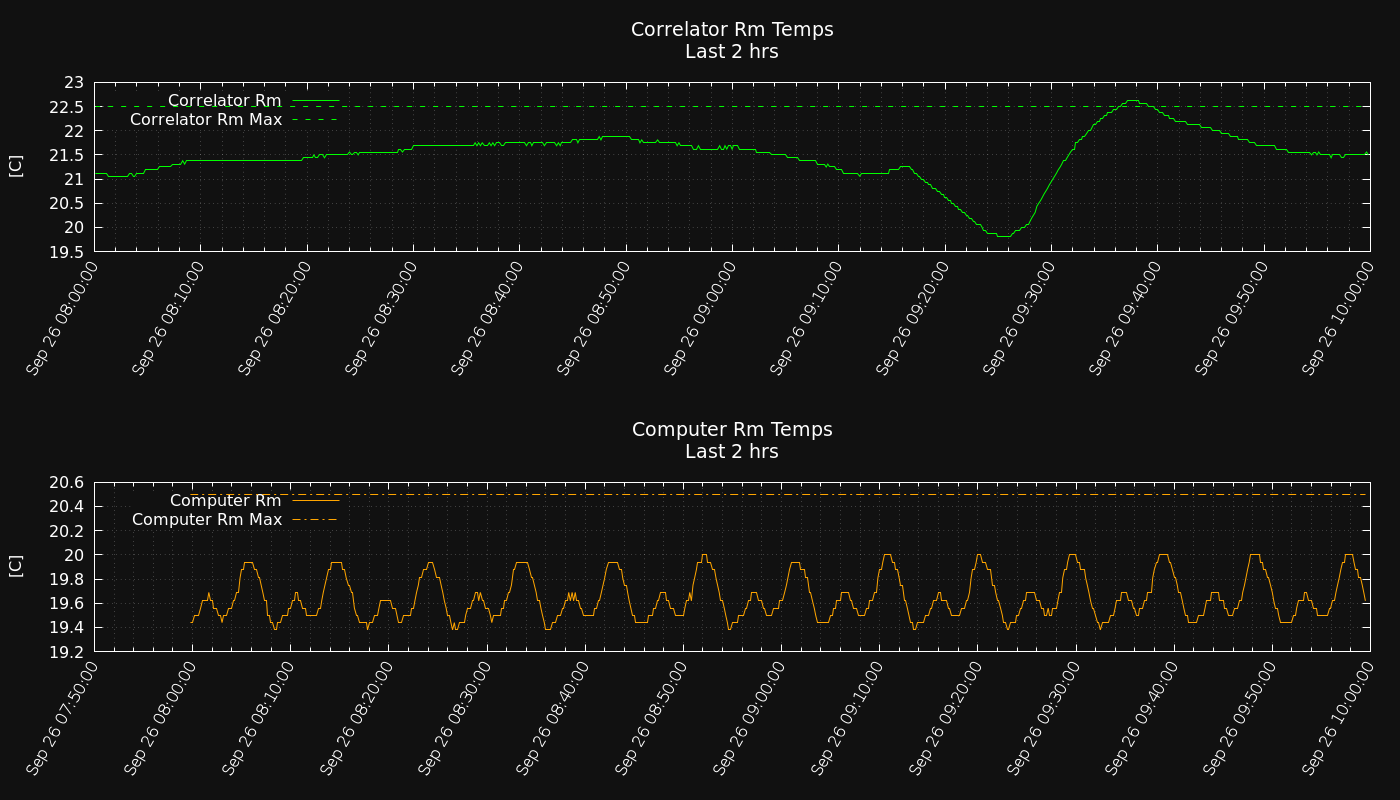 Correlator Rm Temps
Last 2 hrs
23
22.5
22
21.5
21
20.5
20
19.5
[C]
Correlator Rm
Correlator Rm Max
Sep 26 08:00:00
Sep 26 08:10:00
Sep 26 08:20:00
Sep 26 08:30:00
Sep 26 08:40:00
Sep 26 08:50:00
Sep 26 09:00:00
Sep 26 09:10:00
Sep 26 09:20:00
Sep 26 09:30:00
Sep 26 09:40:00
Sep 26 09:50:00
Sep 26 10:00:00
Computer Rm Temps
Last 2 hrs
20.6
20.4
20.2
20
19.8
19.6
19.4
19.2
[C]
Computer Rm
Computer Rm Max
Sep 26 07:50:00
Sep 26 08:00:00
Sep 26 08:10:00
Sep 26 08:20:00
Sep 26 08:30:00
Sep 26 08:40:00
Sep 26 08:50:00
Sep 26 09:00:00
Sep 26 09:10:00
Sep 26 09:20:00
Sep 26 09:30:00
Sep 26 09:40:00
Sep 26 09:50:00
Sep 26 10:00:00